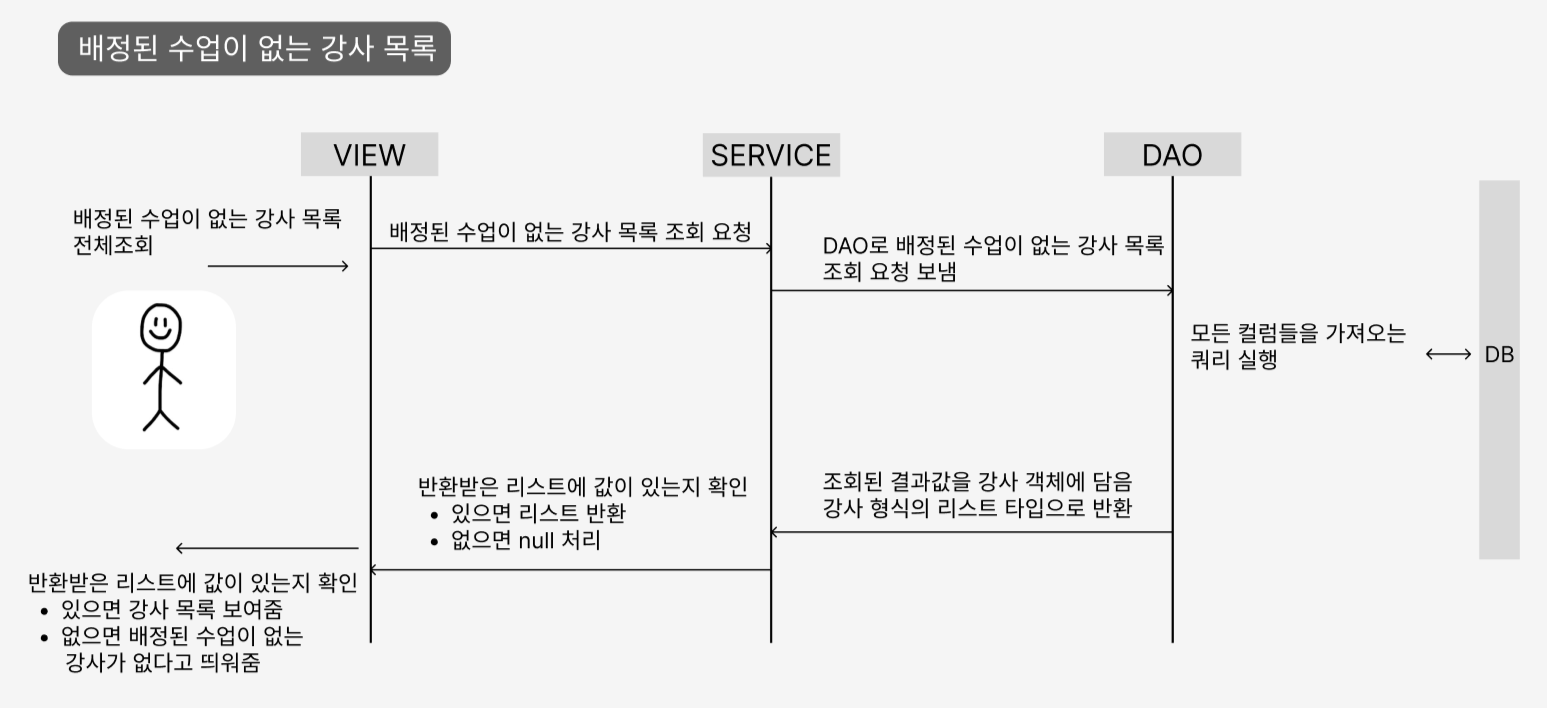 배정된 수업이 없는 강사 목록
VIEW
SERVICE
DAO
배정된 수업이 없는 강사 목록
전체조회
배정된 수업이 없는 강사 목록 조회 요청
DAO로 배정된 수업이 없는 강사 목록
조회 요청 보냄
모든 컬럼들을 가져오는
쿼리 실행
DB
조회된 결과값을 강사 객체에 담음
강사 형식의 리스트 타입으로 반환
반환받은 리스트에 값이 있는지 확인
• 있으면 리스트 반환
• 없으면 null 처리
반환받은 리스트에 값이 있는지 확인
• 있으면 강사 목록 보여줌
• 없으면 배정된 수업이 없는
강사가 없다고 띄워줌